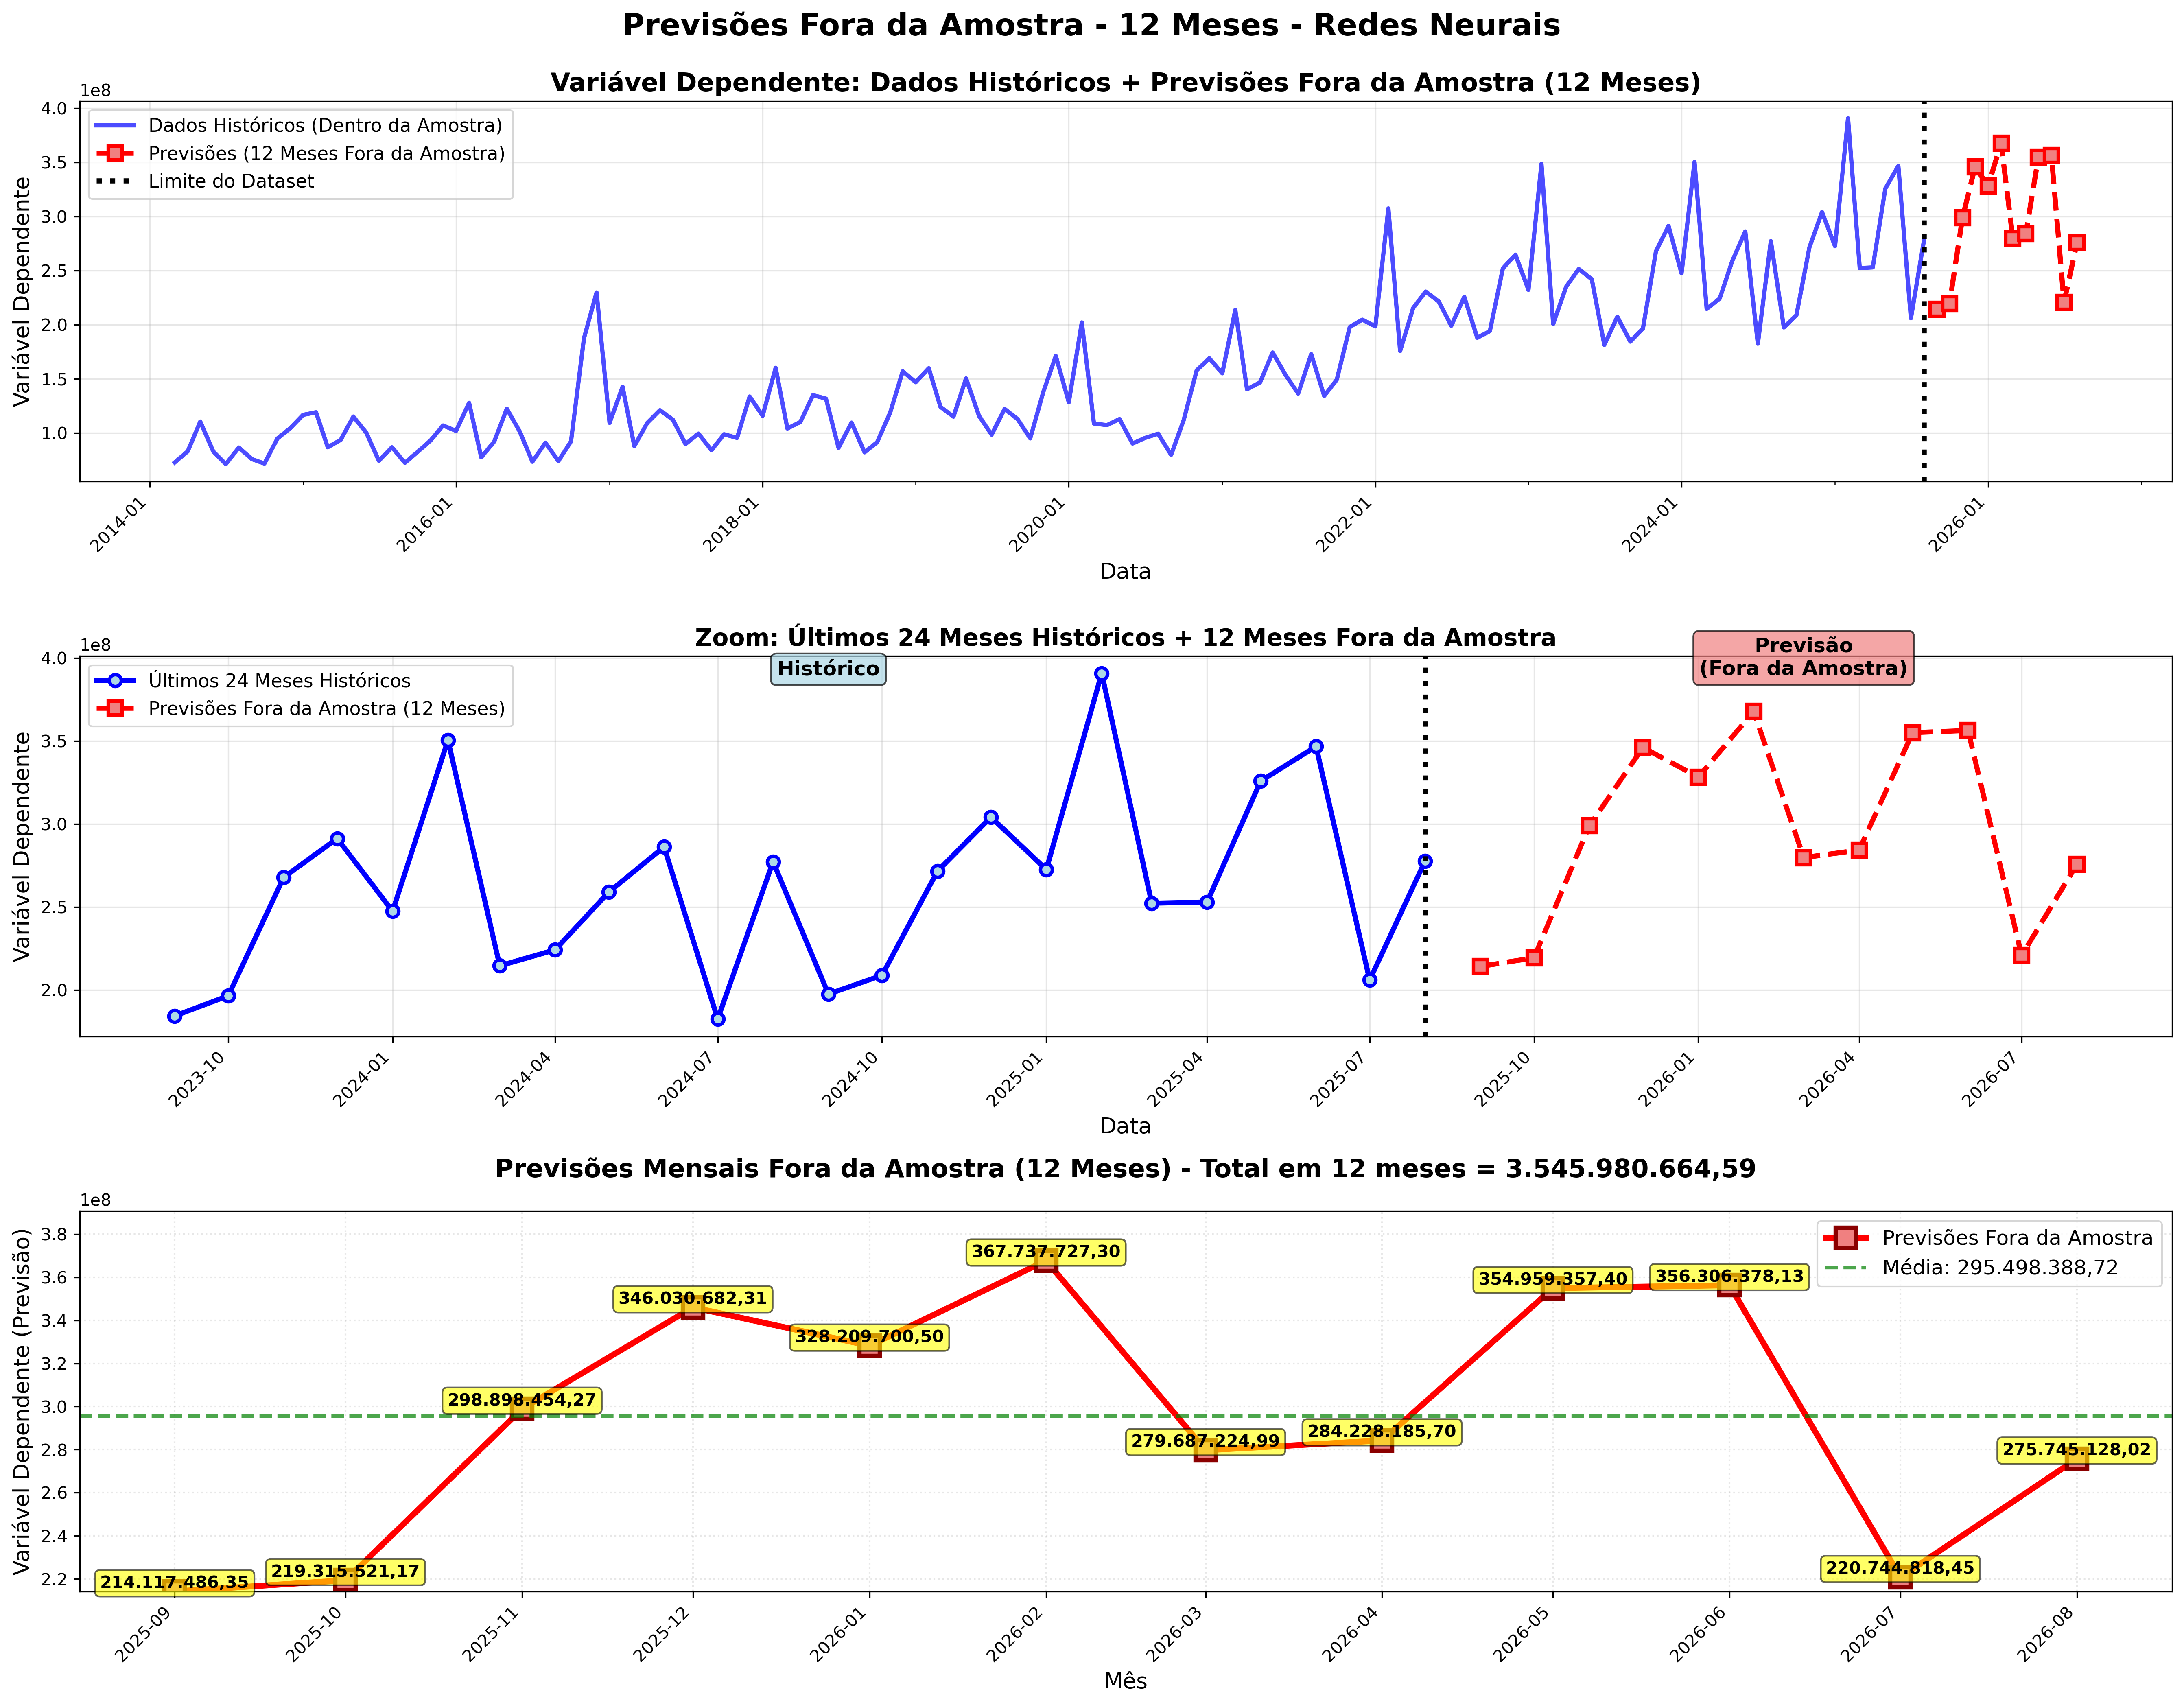 Previsões Fora da Amostra - 12 Meses - Redes Neurais
Variável Dependente: Dados Históricos + Previsões Fora da Amostra (12 Meses)
1e8
4.0
3.5
3.0
2.5
2.0
1.5
1.0
Variável Dependente
Dados Históricos (Dentro da Amostra)
Previsões (12 Meses Fora da Amostra)
Limite do Dataset
2014-01
2016-01
2018-01
2020-01
2022-01
2024-01
2026-01
Data
Zoom: Últimos 24 Meses Históricos + 12 Meses Fora da Amostra
1e8
4.0
3.5
3.0
2.5
2.0
Variável Dependente
Últimos 24 Meses Históricos
Previsões Fora da Amostra (12 Meses)
Histórico
Previsão
(Fora da Amostra)
2023-10
2024-01
2024-04
2024-07
2024-10
2025-01
2025-04
2025-07
2025-10
2026-01
2026-04
2026-07
Data
Previsões Mensais Fora da Amostra (12 Meses) - Total em 12 meses = 3.545.980.664,59
1e8
3.8
3.6
3.4
3.2
3.0
2.8
2.6
2.4
2.2
Variável Dependente (Previsão)
Previsões Fora da Amostra
Média: 295.498.388,72
214.117.486,35
219.315.521,17
298.898.454,27
346.030.682,31
328.209.700,50
367.737.727,30
279.687.224,99
284.228.185,70
354.959.357,40
356.306.378,13
220.744.818,45
275.745.128,02
2025-09
2025-10
2025-11
2025-12
2026-01
2026-02
2026-03
2026-04
2026-05
2026-06
2026-07
2026-08
Mês